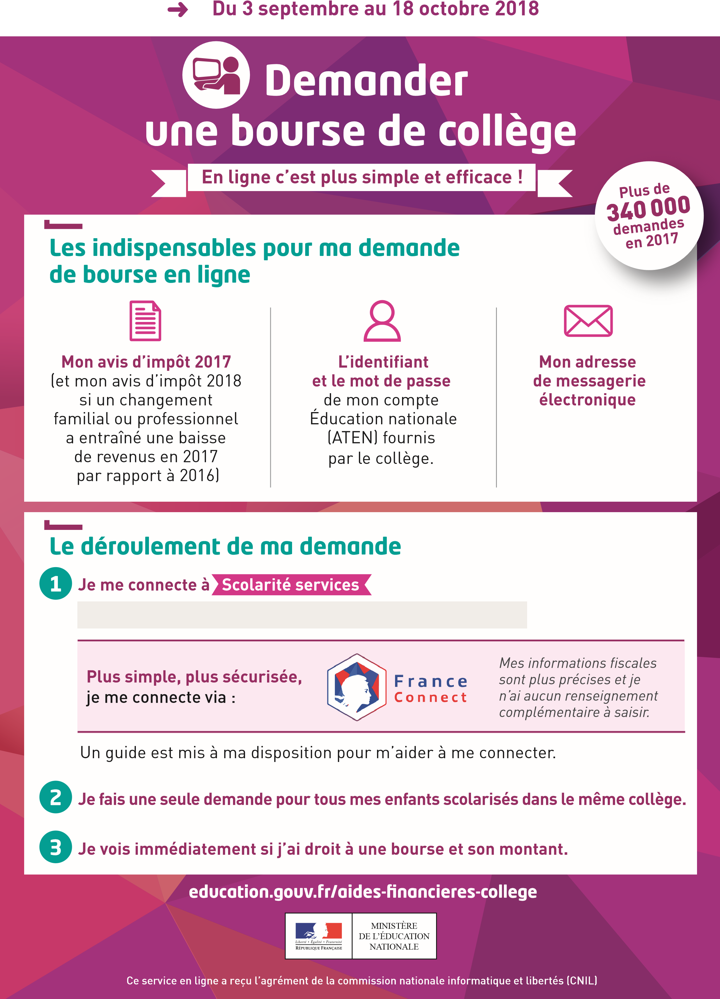 Du 3 septembre au 18 octobre 2018
Demander
une bourse de collège
En ligne c’est plus simple et efficace !
Plus de
340 000
demandes
en 2017
Les indispensables pour ma demande
de bourse en ligne
Mon avis d’impôt 2017
(et mon avis d’impôt 2018
si un changement
familial ou professionnel
a entraîné une baisse
de revenus en 2017
par rapport à 2016)
L’identifiant
et le mot de passe
de mon compte
Éducation nationale
(ATEN) fournis
par le collège.
Mon adresse
de messagerie
électronique
Le déroulement de ma demande
1 Je me connecte à Scolarité services
Plus simple, plus sécurisée,
je me connecte via :
France
Connect
Mes informations fiscales
sont plus précises et je
n’ai aucun renseignement
complémentaire à saisir.
Un guide est mis à ma disposition pour m’aider à me connecter.
2 Je fais une seule demande pour tous mes enfants scolarisés dans le même collège.
3 Je vois immédiatement si j’ai droit à une bourse et son montant.
education.gouv.fr/aides-financieres-college
Liberté • Égalité • Fraternité
RÉPUBLIQUE FRANÇAISE
MINISTÈRE
DE L’ÉDUCATION
NATIONALE
Ce service en ligne a reçu l’agrément de la commission nationale informatique et libertés (CNIL)